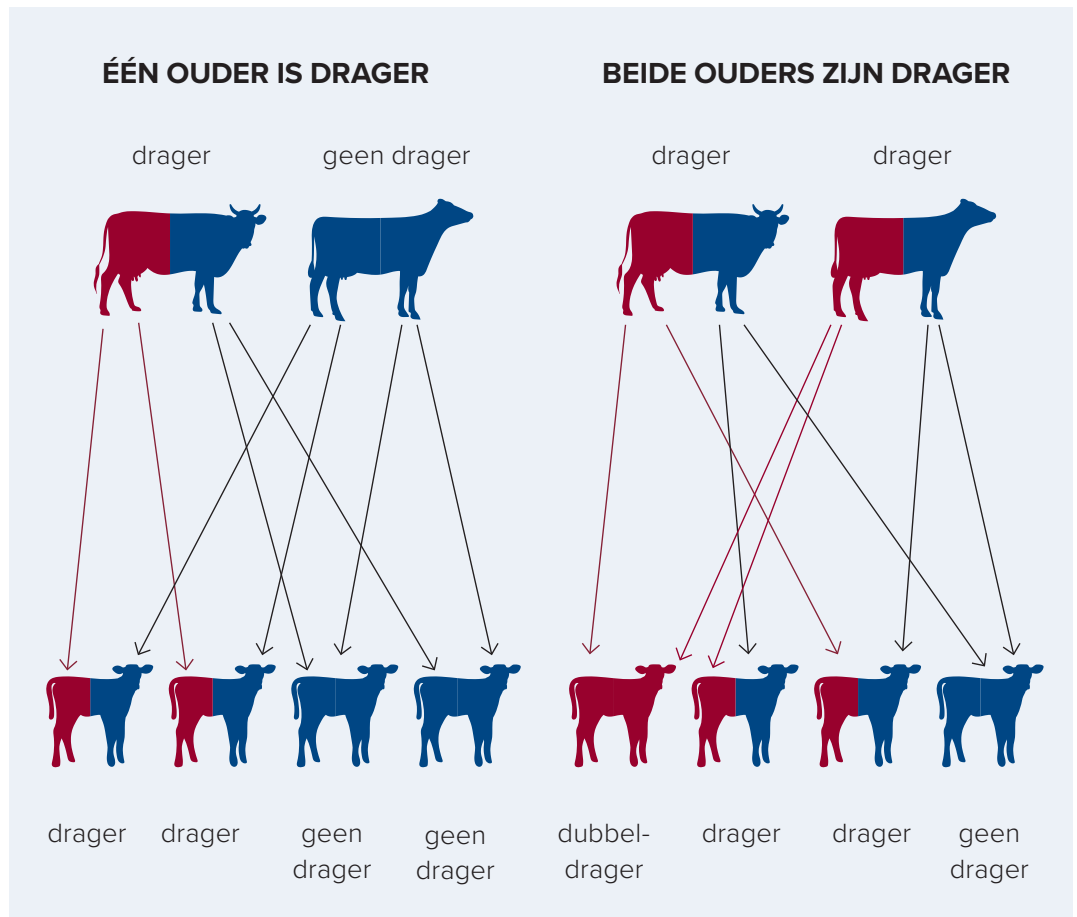 ÉÉN OUDER IS DRAGER
drager geen drager
drager drager geen drager geen drager
BEIDE OUDERS ZIJN DRAGER
drager drager
dubbel-
drager
drager drager geen
drager